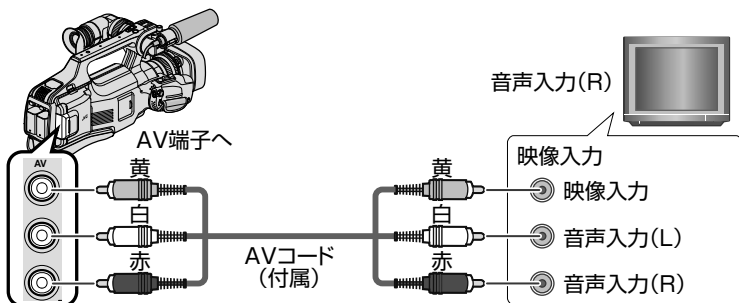 音声入力(R)
AV端子へ
AV
黄
白
赤
AVコード
(付属)
黄
白
赤
映像入力
映像入力
音声入力(L)
音声入力(R)